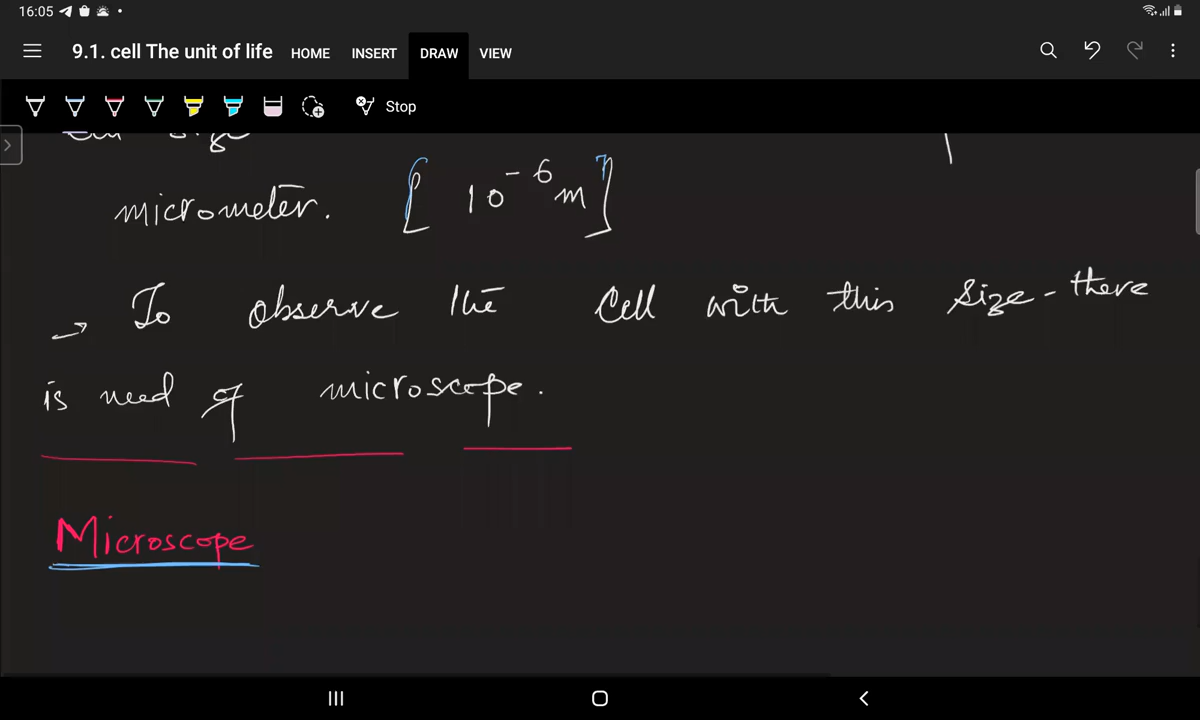 16:05
9.1. cell The unit of life HOME INSERT DRAW VIEW
Stop
micrometer. [ 10⁻⁶ m ]
→ To observe the Cell with this size - there
is need of microscope.
Microscope